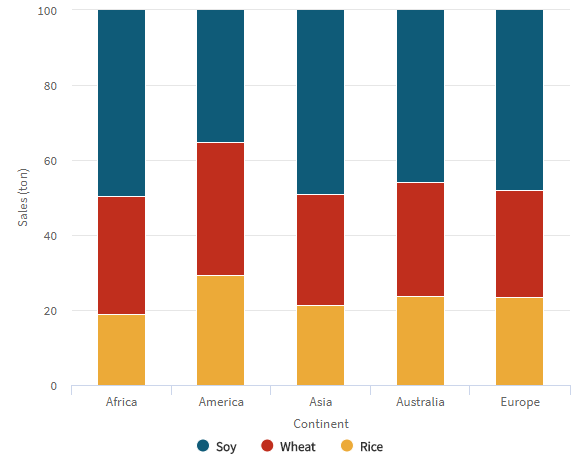 100
80
60
40
20
0
Sales (ton)
Africa America Asia Australia Europe
Continent
Soy Wheat Rice